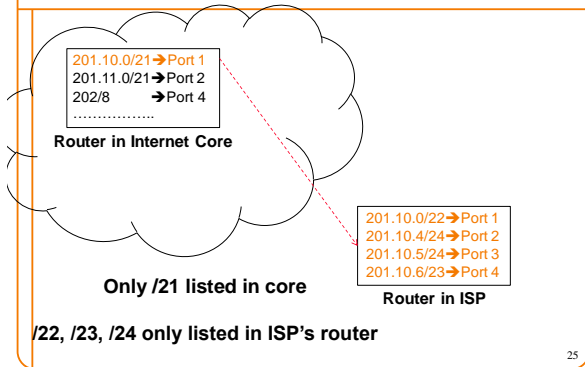 201.10.0/21➔Port 1
201.11.0/21➔Port 2
202/8 ➔Port 4
……………..
Router in Internet Core
201.10.0/22➔Port 1
201.10.4/24➔Port 2
201.10.5/24➔Port 3
201.10.6/23➔Port 4
Router in ISP
Only /21 listed in core
/22, /23, /24 only listed in ISP's router
25